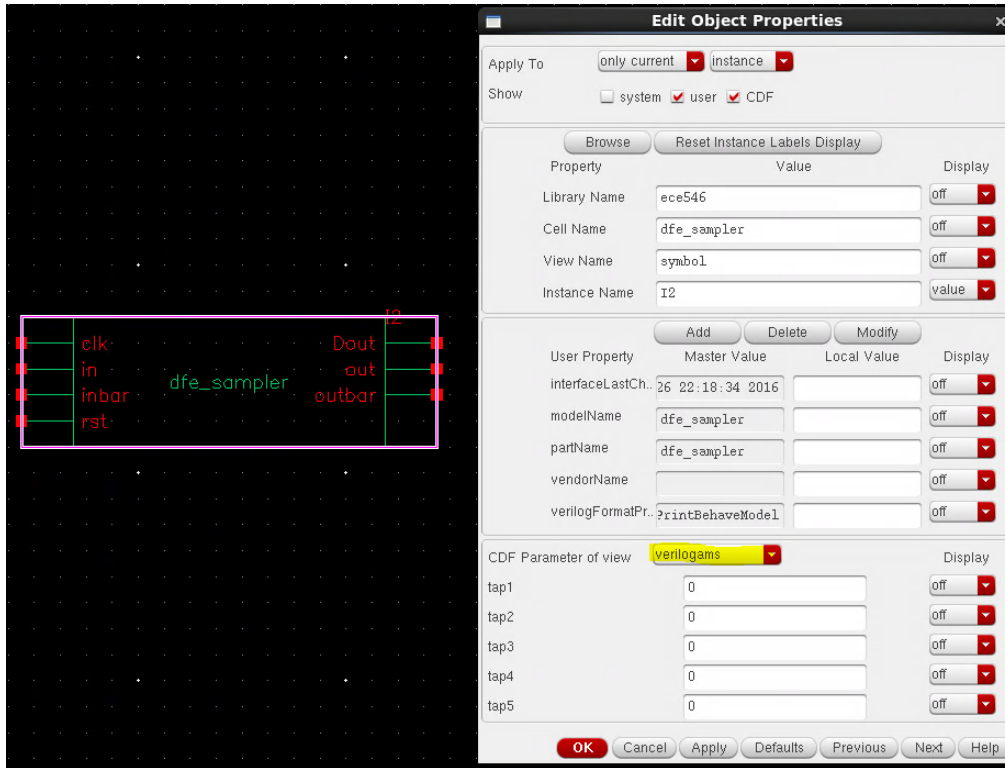 I2
clk
in
inbar
rst
dfe_sampler
Dout
out
outbar
Edit Object Properties
Apply To only current instance
Show system user CDF
Browse Reset Instance Labels Display
Property Value Display
Library Name ece546 off
Cell Name dfe_sampler off
View Name symbol off
Instance Name I2 value
Add Delete Modify
User Property Master Value Local Value Display
interfaceLastCh.. 26 22:18:34 2016 off
modelName dfe_sampler off
partName dfe_sampler off
vendorName off
verilogFormatPr.. PrintBehaveModel off
CDF Parameter of view verilogams Display
tap1 0 off
tap2 0 off
tap3 0 off
tap4 0 off
tap5 0 off
OK Cancel Apply Defaults Previous Next Help